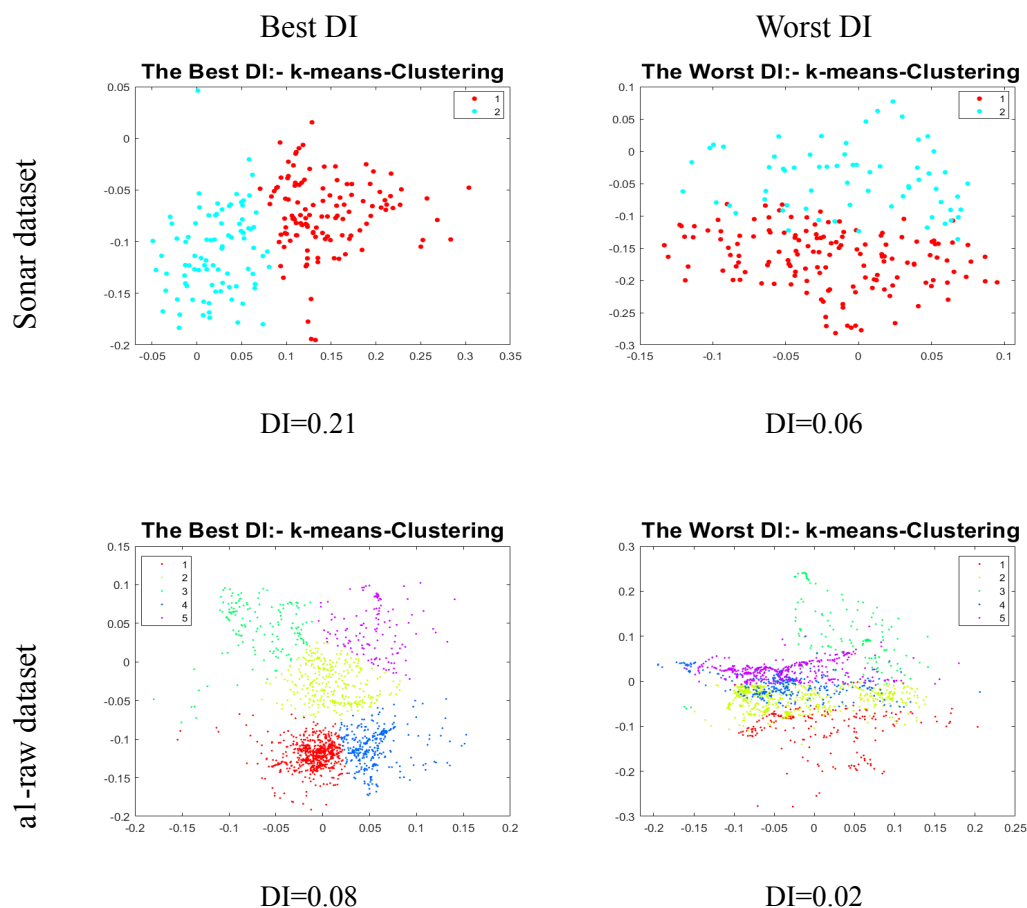 Best DI
Worst DI
Sonar dataset
The Best DI:- k-means-Clustering
0.05
0
-0.05
-0.1
-0.15
-0.2
-0.05 0 0.05 0.1 0.15 0.2 0.25 0.3 0.35
1
2
The Worst DI:- k-means-Clustering
0.1
0.05
0
-0.05
-0.1
-0.15
-0.2
-0.25
-0.3
-0.15 -0.1 -0.05 0 0.05 0.1
1
2
DI=0.21
DI=0.06
a1-raw dataset
The Best DI:- k-means-Clustering
0.15
0.1
0.05
0
-0.05
-0.1
-0.15
-0.2
-0.2 -0.15 -0.1 -0.05 0 0.05 0.1 0.15 0.2
1
2
3
4
5
The Worst DI:- k-means-Clustering
0.3
0.2
0.1
0
-0.1
-0.2
-0.3
-0.2 -0.15 -0.1 -0.05 0 0.05 0.1 0.15 0.2 0.25
1
2
3
4
5
DI=0.08
DI=0.02